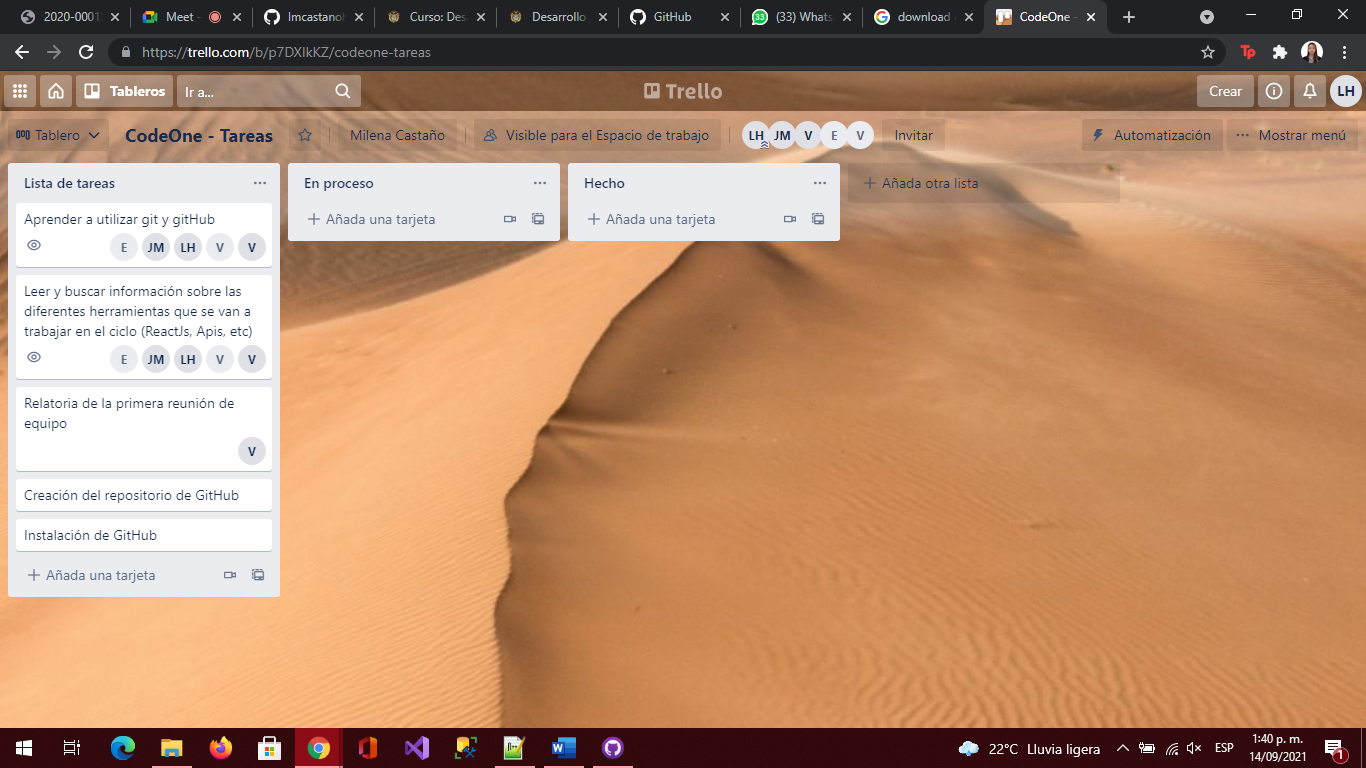 2020-0001
Meet -
lmcastanoh
Curso: Des
Desarrollo
GitHub
(33) Whats
download
CodeOne -
https://trello.com/b/p7DXIkKZ/codeone-tareas
Tableros
Ir a...
Trello
Crear
LH
Tablero
CodeOne - Tareas
Milena Castaño
Visible para el Espacio de trabajo
LH JM V E V
Invitar
Automatización
Mostrar menú
Lista de tareas
Aprender a utilizar git y gitHub
E JM LH V V
Leer y buscar información sobre las
diferentes herramientas que se van a
trabajar en el ciclo (ReactJs, Apis, etc)
E JM LH V V
Relatoria de la primera reunión de
equipo
V
Creación del repositorio de GitHub
Instalación de GitHub
Añada una tarjeta
En proceso
Añada una tarjeta
Hecho
Añada una tarjeta
Añada otra lista
22°C Lluvia ligera
ESP
1:40 p. m.
14/09/2021
1